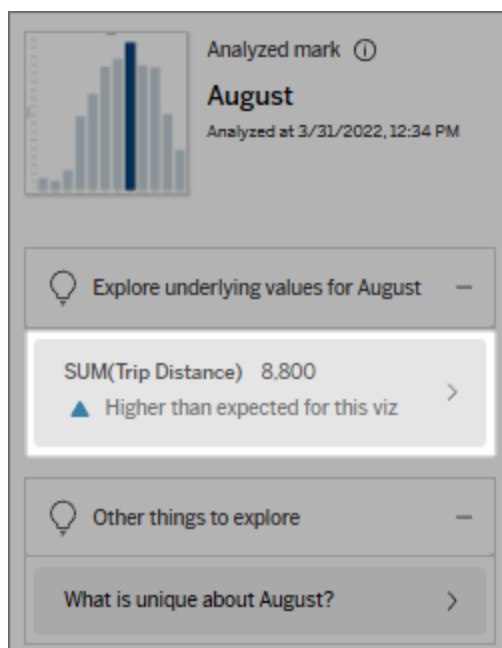 Analyzed mark
August
Analyzed at 3/31/2022, 12:34 PM
Explore underlying values for August
SUM(Trip Distance) 8,800
Higher than expected for this viz
Other things to explore
What is unique about August?